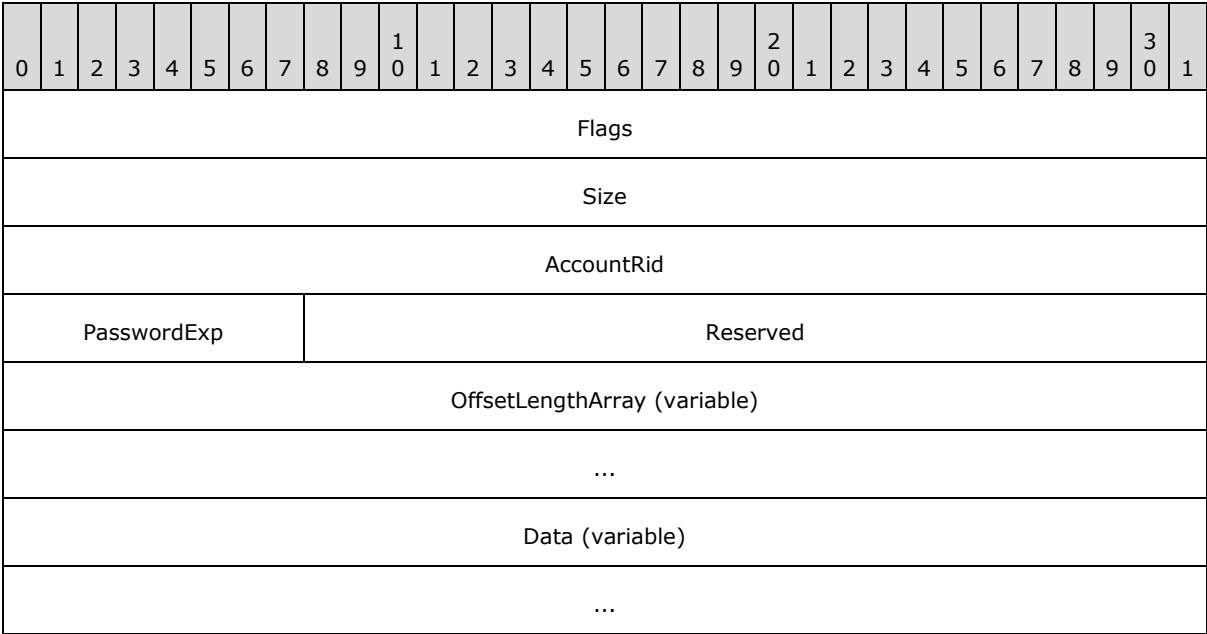 1 2 3
0 1 2 3 4 5 6 7 8 9 0 1 2 3 4 5 6 7 8 9 0 1 2 3 4 5 6 7 8 9 0 1
Flags
Size
AccountRid
PasswordExp Reserved
OffsetLengthArray (variable)
...
Data (variable)
...